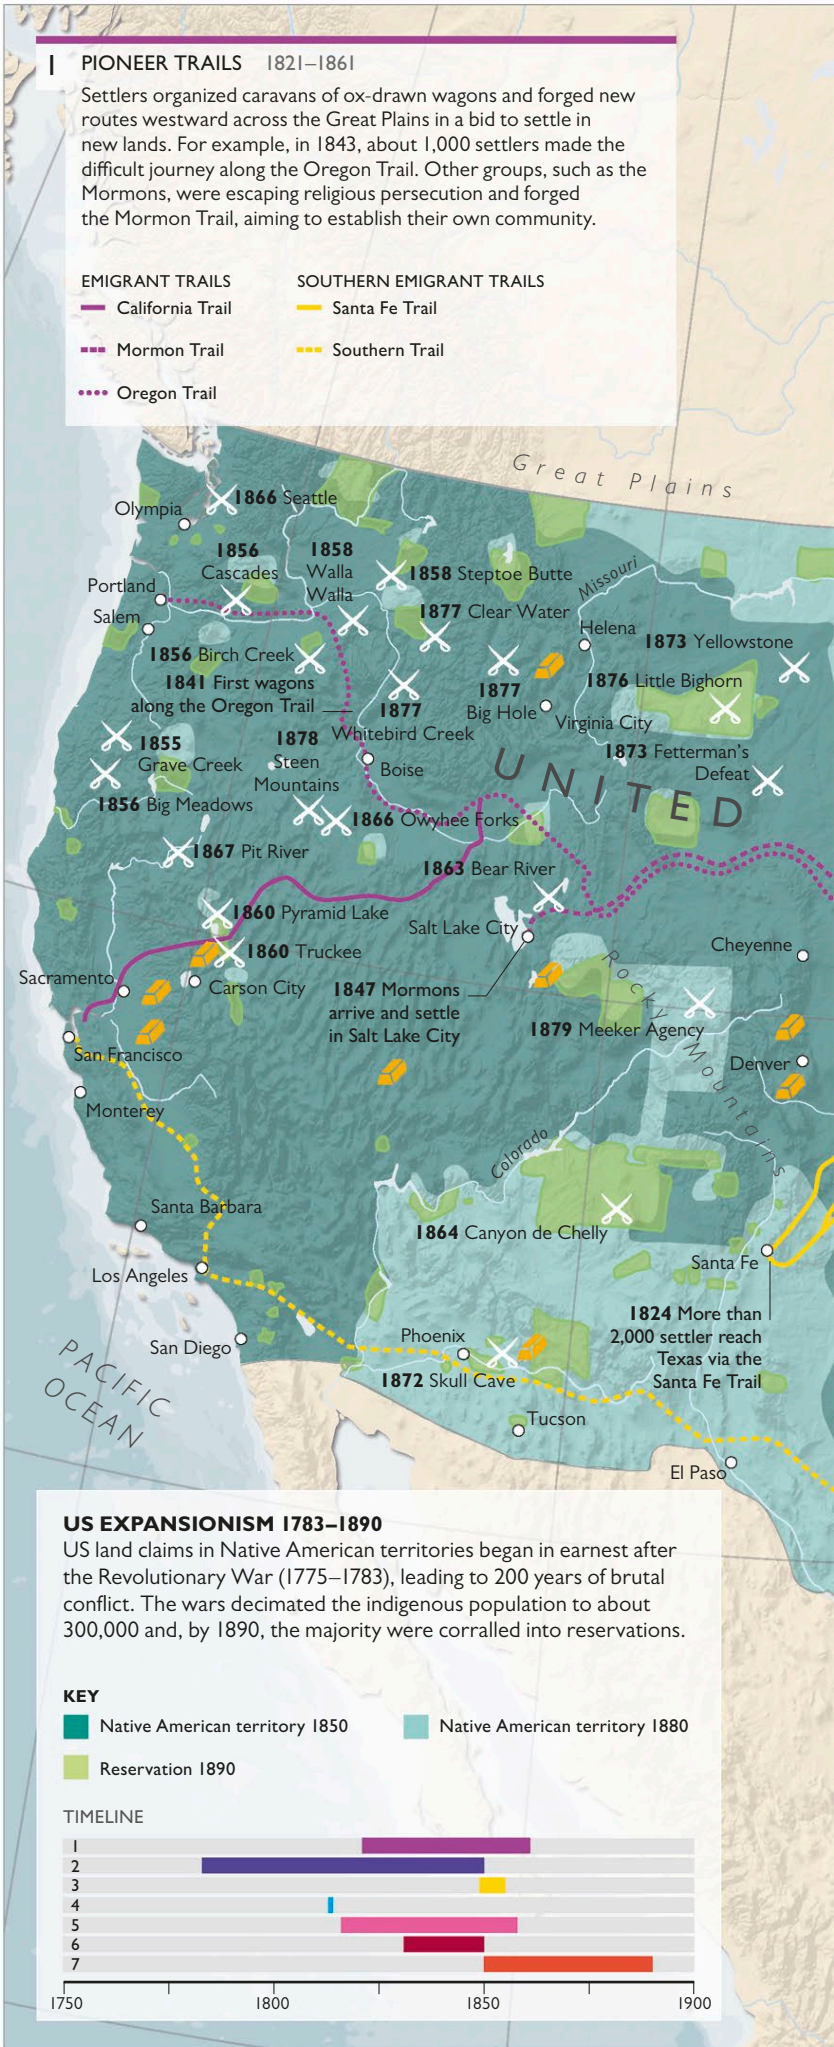 1 PIONEER TRAILS 1821–1861
Settlers organized caravans of ox-drawn wagons and forged new
routes westward across the Great Plains in a bid to settle in
new lands. For example, in 1843, about 1,000 settlers made the
difficult journey along the Oregon Trail. Other groups, such as the
Mormons, were escaping religious persecution and forged
the Mormon Trail, aiming to establish their own community.
EMIGRANT TRAILS
California Trail
Mormon Trail
Oregon Trail
SOUTHERN EMIGRANT TRAILS
Santa Fe Trail
Southern Trail
Great Plains
1866 Seattle
Olympia
1856
Cascades
1858
Walla
Walla
1858 Steptoe Butte
Missouri
Portland
1877 Clear Water
Salem
Helena
1873 Yellowstone
1856 Birch Creek
1876 Little Bighorn
1841 First wagons
along the Oregon Trail
1877
Whitebird Creek
1877
Big Hole
Virginia City
1855
Grave Creek
1878
Steen
Mountains
Boise
1873 Fetterman's
Defeat
UNITED
1856 Big Meadows
1866 Owyhee Forks
1867 Pit River
1863 Bear River
1860 Pyramid Lake
Salt Lake City
Cheyenne
1860 Truckee
Rocky Mountains
Sacramento
Carson City
1847 Mormons
arrive and settle
in Salt Lake City
1879 Meeker Agency
San Francisco
Denver
Monterey
Colorado
Santa Barbara
1864 Canyon de Chelly
Los Angeles
Santa Fe
1824 More than
2,000 settler reach
Texas via the
Santa Fe Trail
San Diego
Phoenix
PACIFIC
OCEAN
1872 Skull Cave
Tucson
El Paso
US EXPANSIONISM 1783–1890
US land claims in Native American territories began in earnest after
the Revolutionary War (1775–1783), leading to 200 years of brutal
conflict. The wars decimated the indigenous population to about
300,000 and, by 1890, the majority were corralled into reservations.
KEY
Native American territory 1850
Native American territory 1880
Reservation 1890
TIMELINE
1
2
3
4
5
6
7
1750 1800 1850 1900